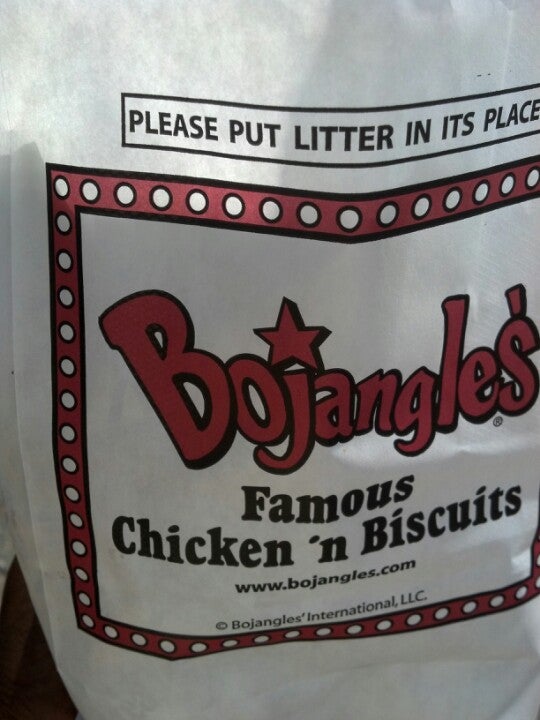 PLEASE PUT LITTER IN ITS PLACE
Bojangles'
®
Famous
Chicken 'n Biscuits
www.bojangles.com
© Bojangles' International, LLC.